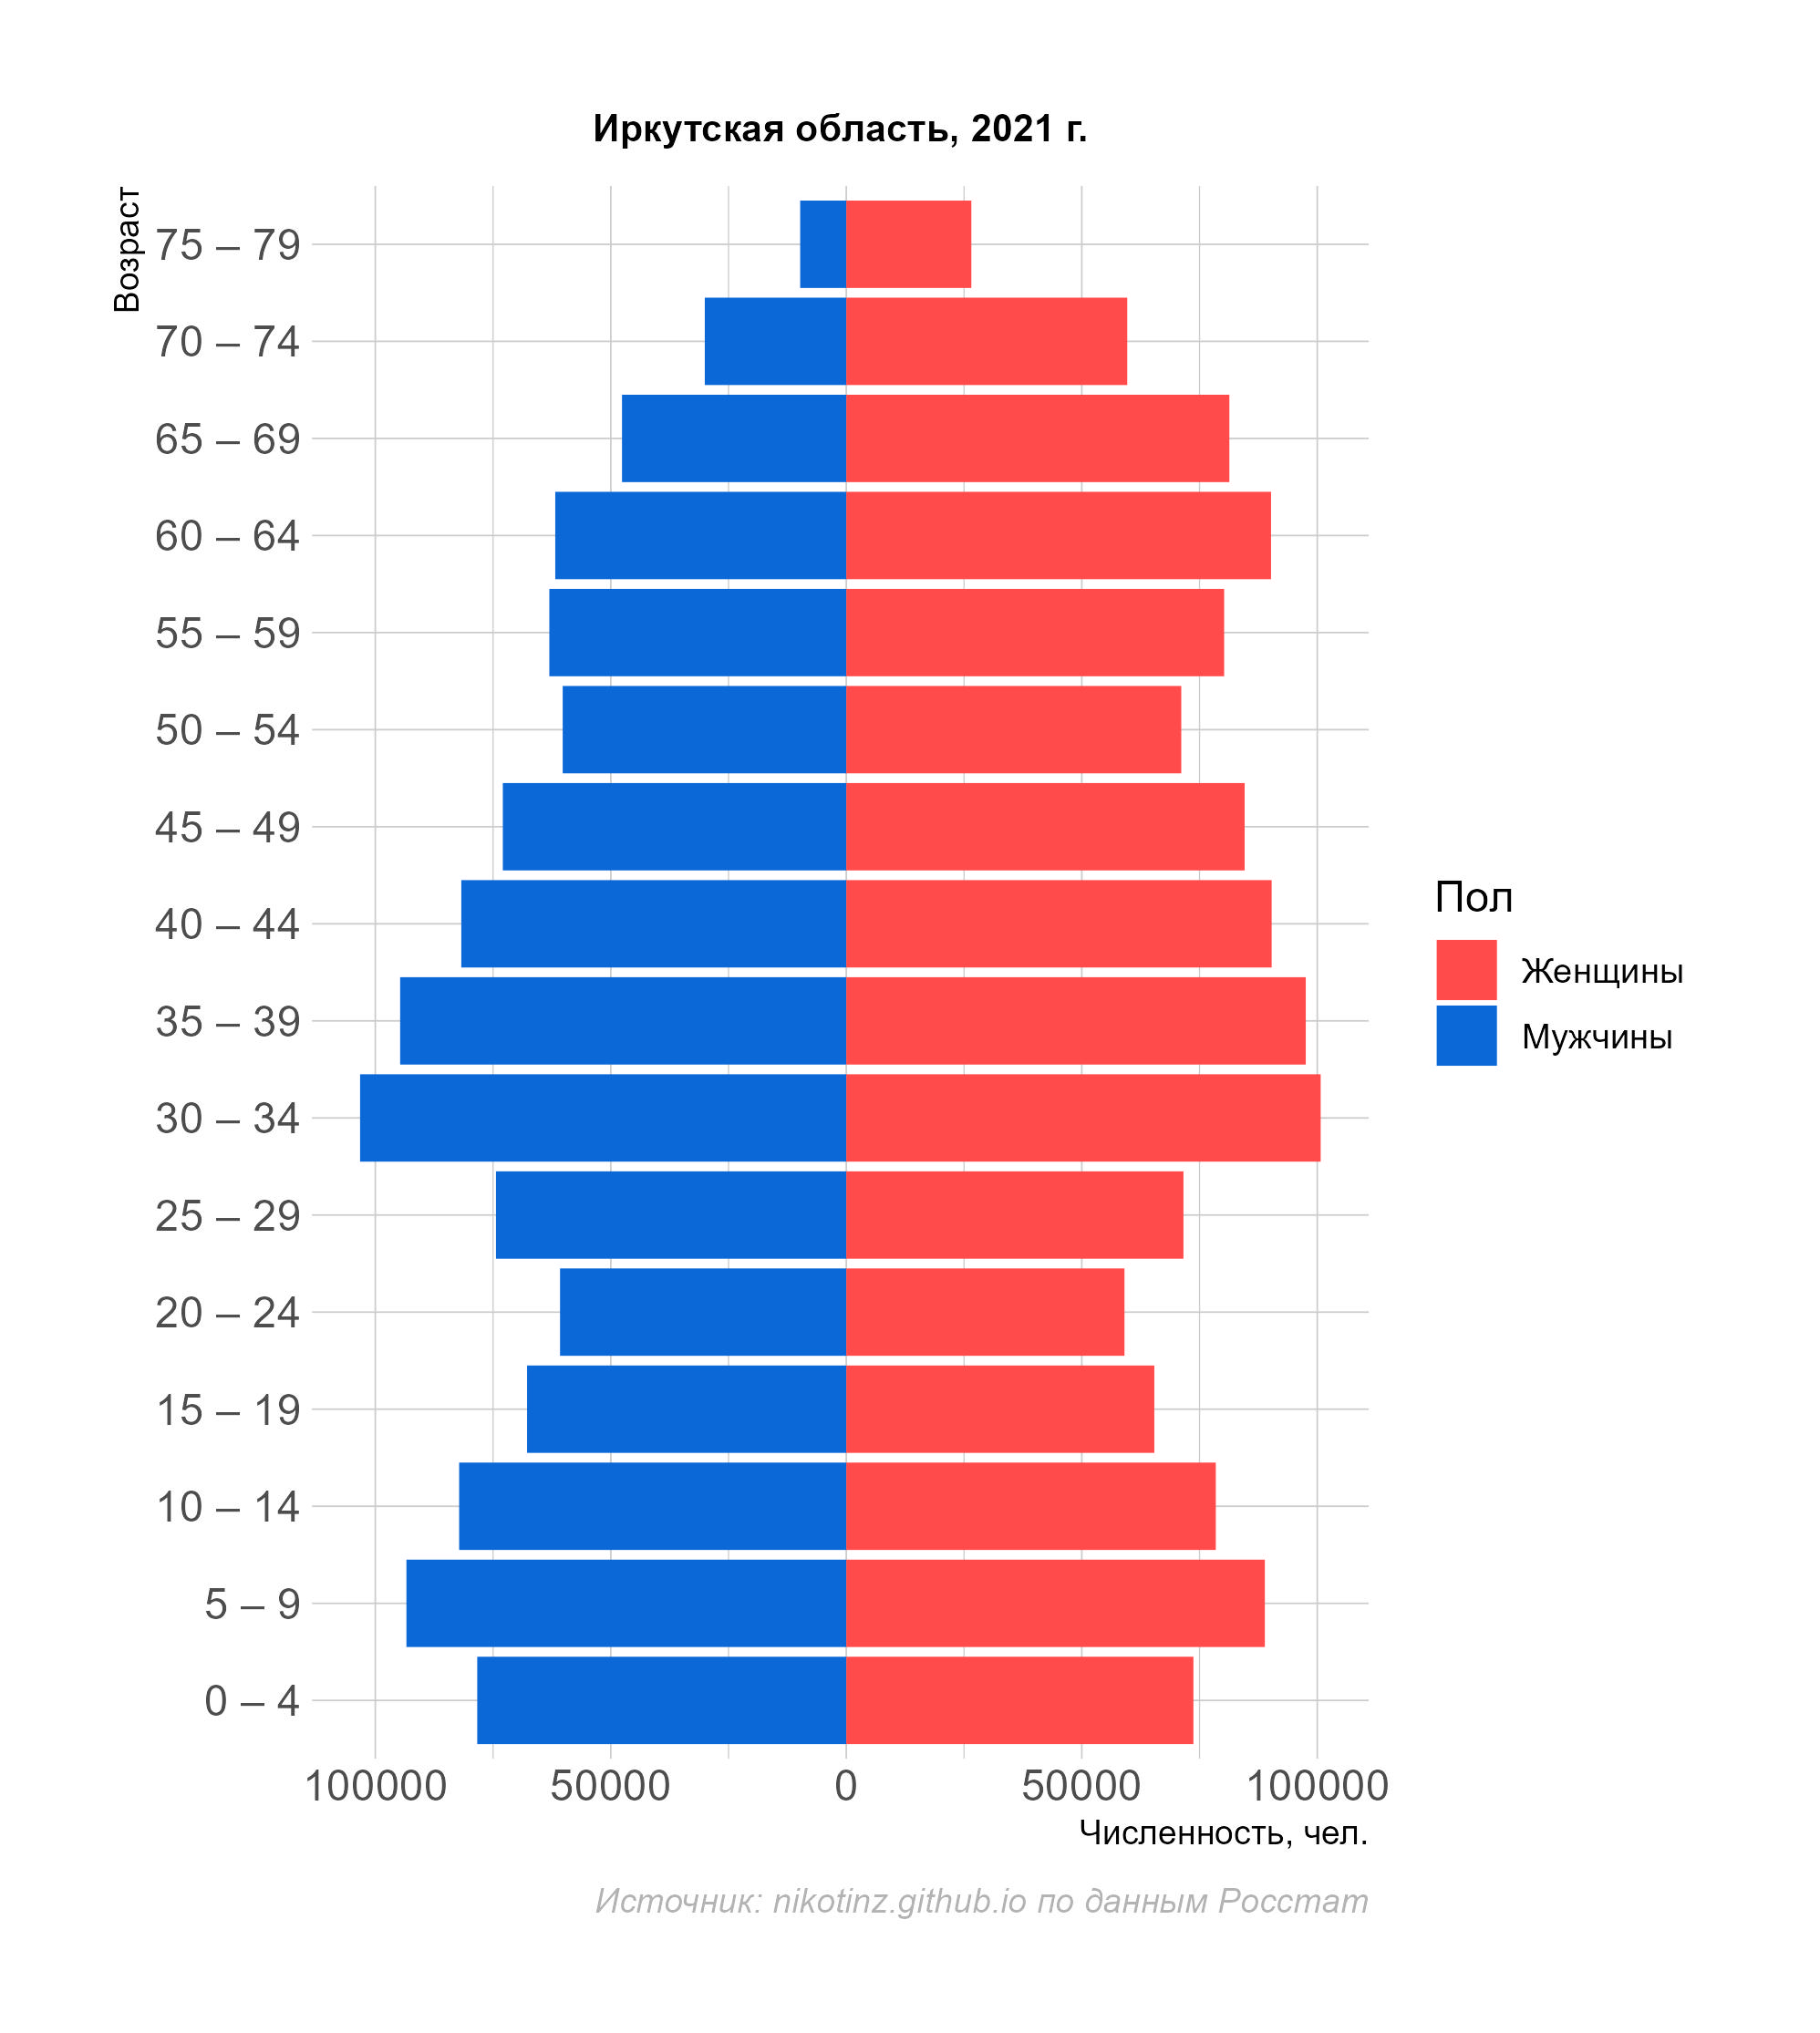 Иркутская область, 2021 г.
Возраст
75 – 79
70 – 74
65 – 69
60 – 64
55 – 59
50 – 54
45 – 49
40 – 44
35 – 39
30 – 34
25 – 29
20 – 24
15 – 19
10 – 14
5 – 9
0 – 4
100000 50000 0 50000 100000
Численность, чел.
Пол
Женщины
Мужчины
Источник: nikotinz.github.io по данным Росстат